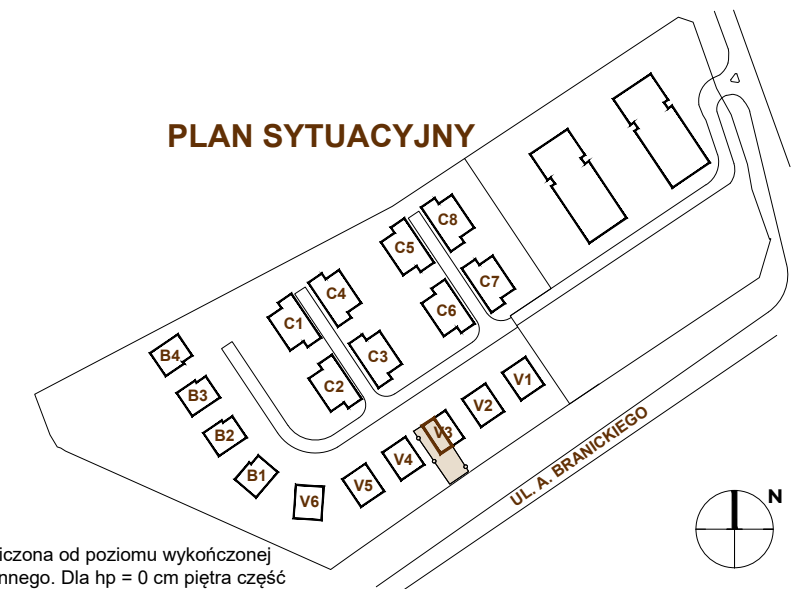 PLAN SYTUACYJNY
C8
C5
C7
C4
C6
C1
C3
B4
C2
V1
B3
V2
B2
V3
V4
B1
V5
V6
UL. A. BRANICKIEGO
N
iczona od poziomu wykończonej
nnego. Dla hp = 0 cm piętra część